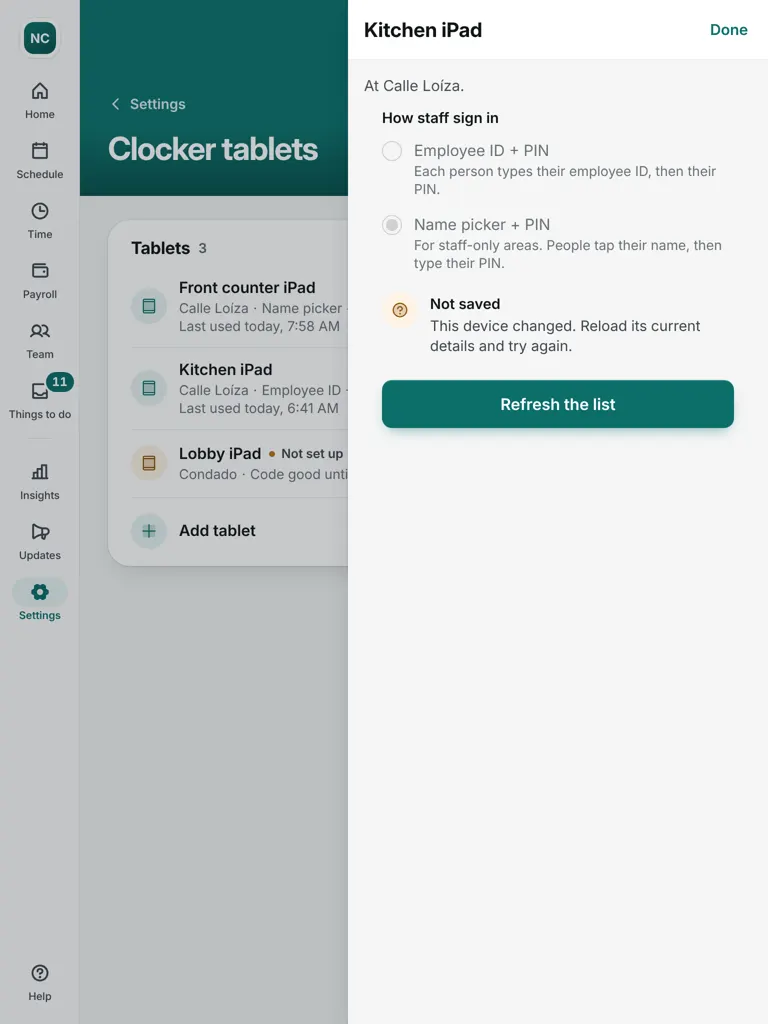 NC
Home
Schedule
Time
Payroll
Team
11
Things to do
Insights
Updates
Settings
Help
Settings
Clocker tablets
Tablets 3
Front counter iPad
Calle Loíza · Name picker ·
Last used today, 7:58 AM
Kitchen iPad
Calle Loíza · Employee ID ·
Last used today, 6:41 AM
Lobby iPad • Not set up
Condado · Code good unti
Add tablet
Kitchen iPad
Done
At Calle Loíza.
How staff sign in
Employee ID + PIN
Each person types their employee ID, then their
PIN.
Name picker + PIN
For staff-only areas. People tap their name, then
type their PIN.
Not saved
This device changed. Reload its current
details and try again.
Refresh the list